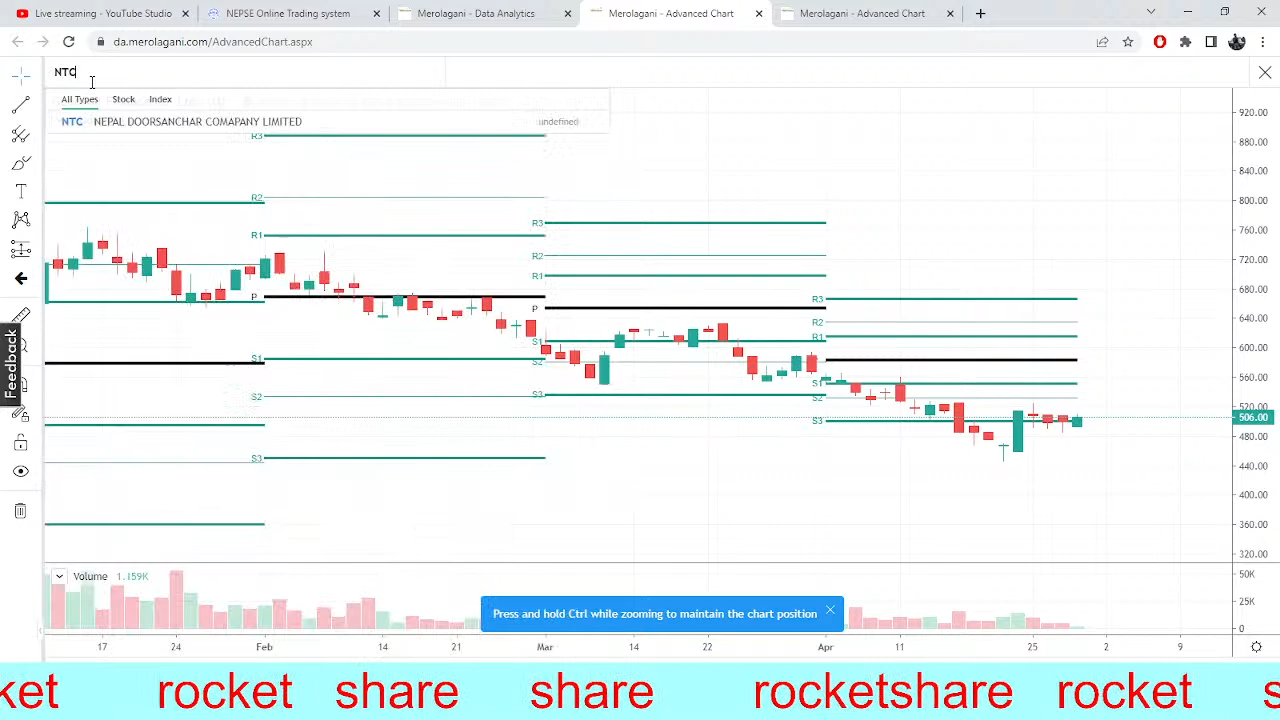 Live streaming - YouTube Studio
NEPSE Online Trading system
Merolagani - Data Analytics
Merolagani - Advanced Chart
Merolagani - Advanced Chart
da.merolagani.com/AdvancedChart.aspx
NTC
All Types Stock Index
NTC NEPAL DOORSANCHAR COMAPANY LIMITED undefined
R3
R2
R1
P
S1
S2
S3
R3
R2
R1
P
S1
S2
S3
R3
R2
R1
S1
S2
S3
920.00
880.00
840.00
800.00
760.00
720.00
680.00
640.00
600.00
560.00
520.00
506.00
480.00
440.00
400.00
360.00
320.00
Feedback
Volume 1.159K
50K
25K
0
Press and hold Ctrl while zooming to maintain the chart position
17 24 Feb 14 21 Mar 14 22 Apr 11 25 2 9
ket rocket share share rocketshare rocket s